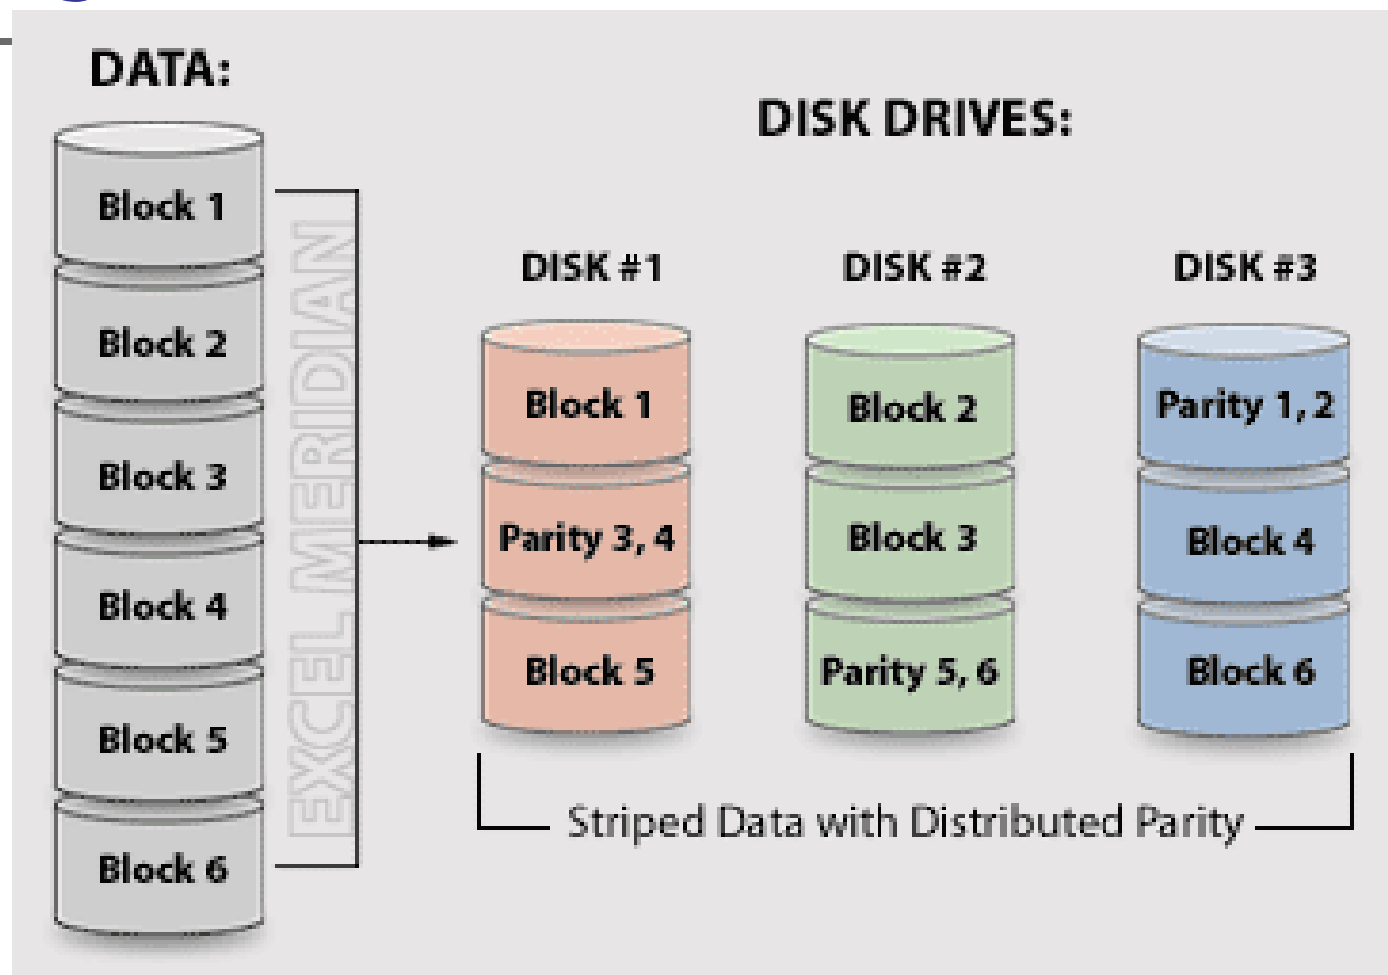 DATA:
Block 1
Block 2
Block 3
Block 4
Block 5
Block 6
EXCEL MERIDIAN
DISK DRIVES:
DISK #1
Block 1
Parity 3, 4
Block 5
DISK #2
Block 2
Block 3
Parity 5, 6
DISK #3
Parity 1, 2
Block 4
Block 6
Striped Data with Distributed Parity